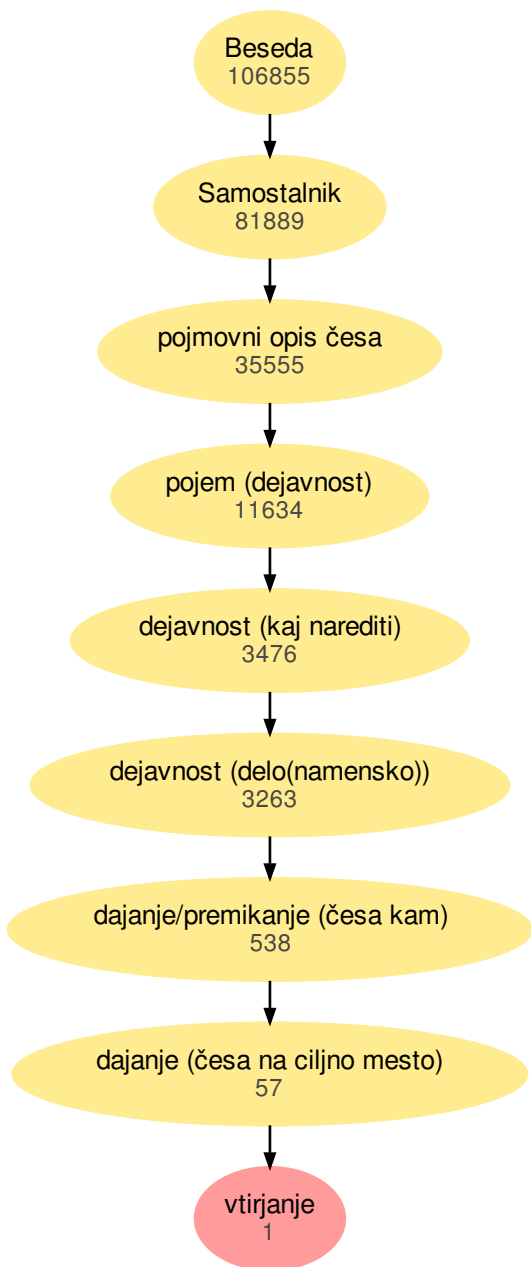 Beseda
106855
Samostalnik
81889
pojmovni opis česa
35555
pojem (dejavnost)
11634
dejavnost (kaj narediti)
3476
dejavnost (delo(namensko))
3263
dajanje/premikanje (česa kam)
538
dajanje (česa na ciljno mesto)
57
vtirjanje
1